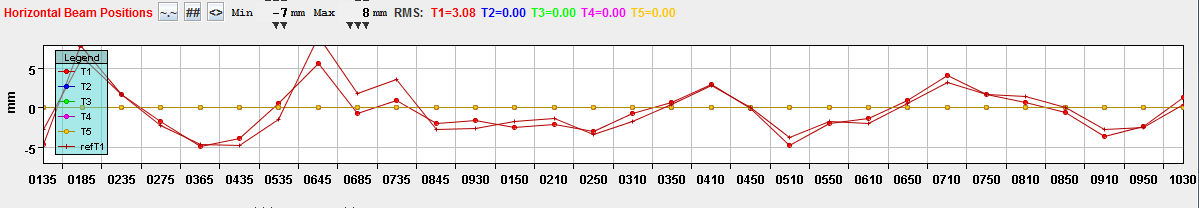 Horizontal Beam Positions ~.~ ## <> Min -7 mm Max 8 mm RMS: T1=3.08 T2=0.00 T3=0.00 T4=0.00 T5=0.00
Legend
T1
T2
T3
T4
T5
refT1
5
0
-5
mm
0135 0185 0235 0275 0365 0435 0535 0645 0685 0735 0845 0930 0150 0210 0250 0310 0350 0410 0450 0510 0550 0610 0650 0710 0750 0810 0850 0910 0950 1030